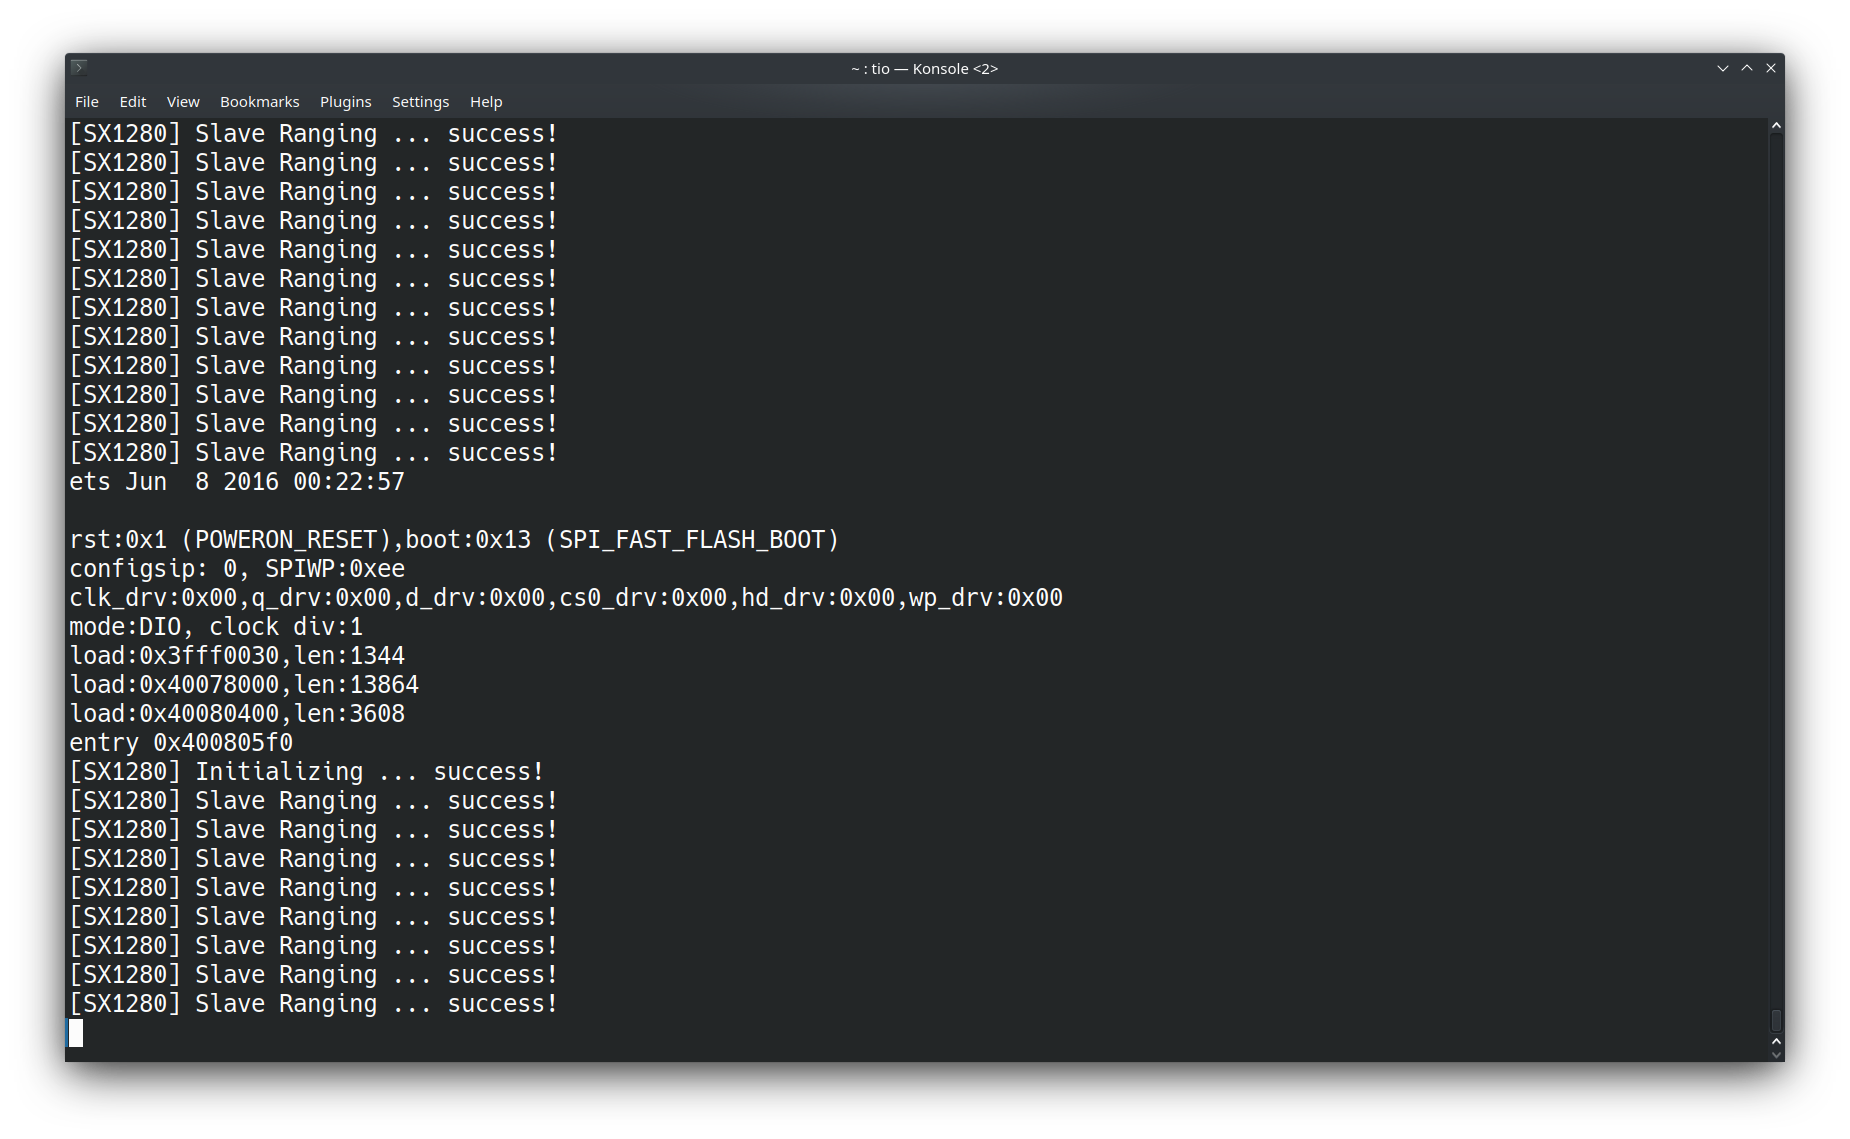 ~ : tio — Konsole <2>
File Edit View Bookmarks Plugins Settings Help
[SX1280] Slave Ranging ... success!
[SX1280] Slave Ranging ... success!
[SX1280] Slave Ranging ... success!
[SX1280] Slave Ranging ... success!
[SX1280] Slave Ranging ... success!
[SX1280] Slave Ranging ... success!
[SX1280] Slave Ranging ... success!
[SX1280] Slave Ranging ... success!
[SX1280] Slave Ranging ... success!
[SX1280] Slave Ranging ... success!
[SX1280] Slave Ranging ... success!
[SX1280] Slave Ranging ... success!
ets Jun  8 2016 00:22:57

rst:0x1 (POWERON_RESET),boot:0x13 (SPI_FAST_FLASH_BOOT)
configsip: 0, SPIWP:0xee
clk_drv:0x00,q_drv:0x00,d_drv:0x00,cs0_drv:0x00,hd_drv:0x00,wp_drv:0x00
mode:DIO, clock div:1
load:0x3fff0030,len:1344
load:0x40078000,len:13864
load:0x40080400,len:3608
entry 0x400805f0
[SX1280] Initializing ... success!
[SX1280] Slave Ranging ... success!
[SX1280] Slave Ranging ... success!
[SX1280] Slave Ranging ... success!
[SX1280] Slave Ranging ... success!
[SX1280] Slave Ranging ... success!
[SX1280] Slave Ranging ... success!
[SX1280] Slave Ranging ... success!
[SX1280] Slave Ranging ... success!